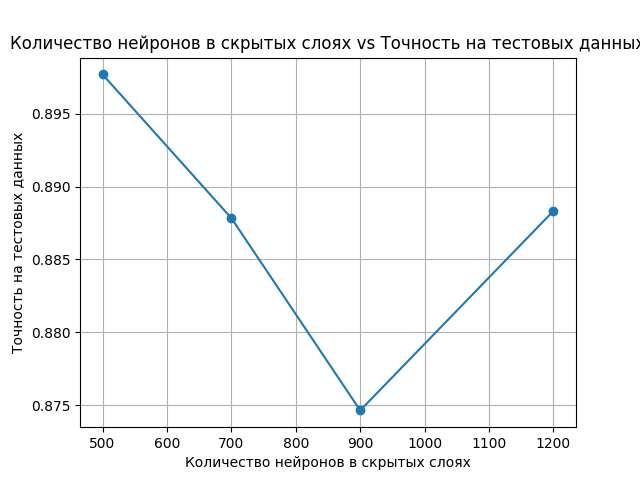 Количество нейронов в скрытых слоях vs Точность на тестовых данных
0.895
0.890
0.885
0.880
0.875
Точность на тестовых данных
500 600 700 800 900 1000 1100 1200
Количество нейронов в скрытых слоях